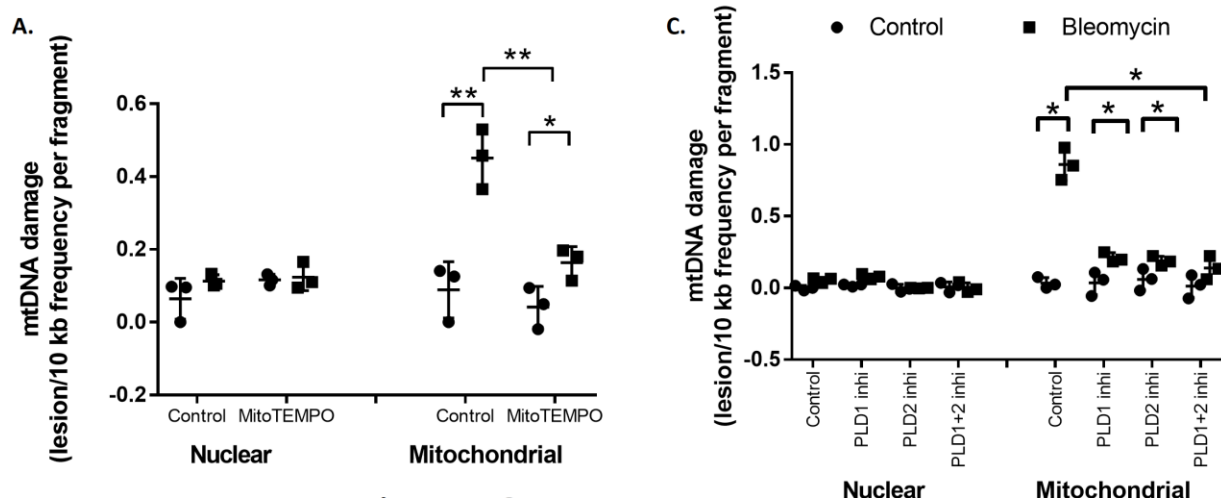 A.
mtDNA damage
(lesion/10 kb frequency per fragment)
0.6
0.4
0.2
0.0
-0.2
**
**
*
Control
MitoTEMPO
Control
MitoTEMPO
Nuclear
Mitochondrial
C.
Control
Bleomycin
mtDNA damage
(lesion/10 kb frequency per fragment)
1.5
1.0
0.5
0.0
-0.5
*
*
*
*
Control
PLD1 inhi
PLD2 inhi
PLD1+2 inhi
Control
PLD1 inhi
PLD2 inhi
PLD1+2 inhi
Nuclear
Mitochondrial